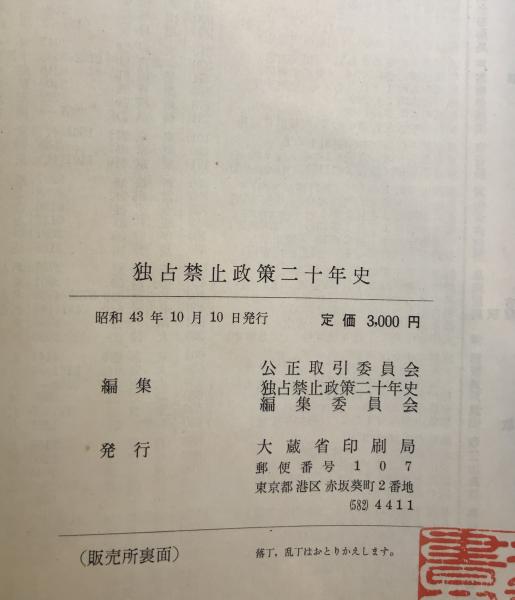 独占禁止政策二十年史
昭和 43 年 10 月 10 日発行 定価 3,000 円
編集 公正取引委員会
独占禁止政策二十年史
編集委員会
発行 大蔵省印刷局
郵便番号 107
東京都港区赤坂葵町2番地
(582) 4411
(販売所裏面) 落丁,乱丁はおとりかえします。